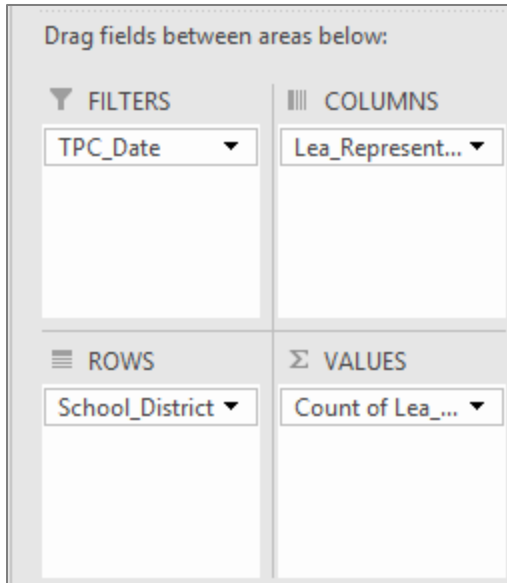 Drag fields between areas below:
FILTERS
COLUMNS
TPC_Date
Lea_Represent...
ROWS
Σ VALUES
School_District
Count of Lea_...